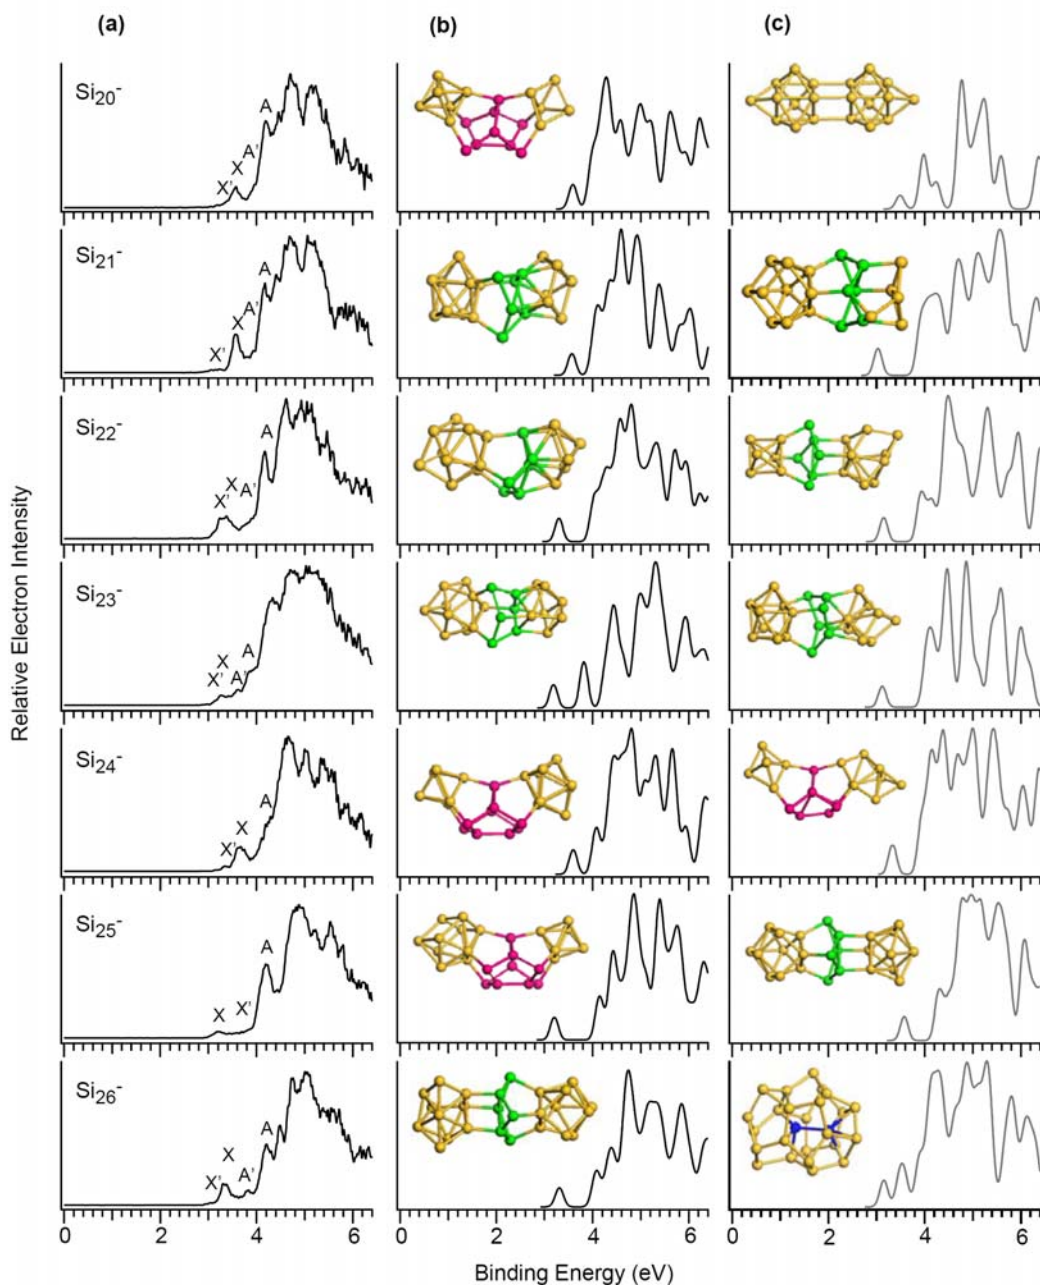 (a) (b) (c)
Si20-
X' X A' A
Si21-
X' X A' A
Si22-
X' X A' A
Si23-
X' X A' A
Si24-
X' X A
Si25-
X X' A
Si26-
X' X A' A
0 2 4 6 0 2 4 6 0 2 4 6
Relative Electron Intensity
Binding Energy (eV)